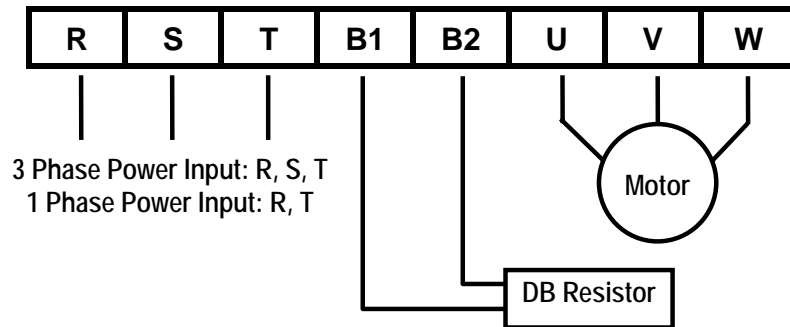 R S T B1 B2 U V W
3 Phase Power Input: R, S, T
1 Phase Power Input: R, T
Motor
DB Resistor